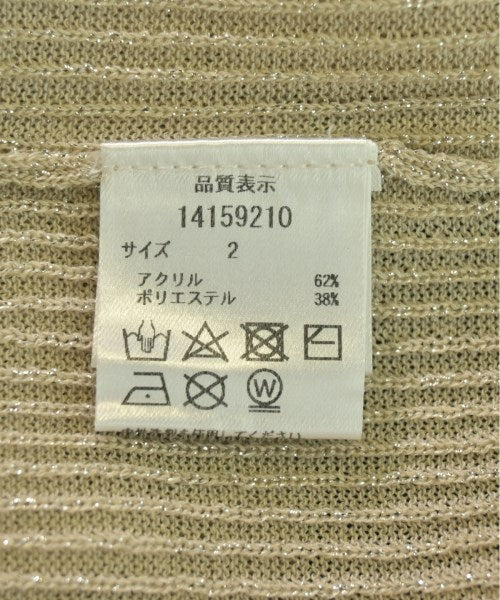 品質表示
14159210
サイズ 2
アクリル 62%
ポリエステル 38%
W